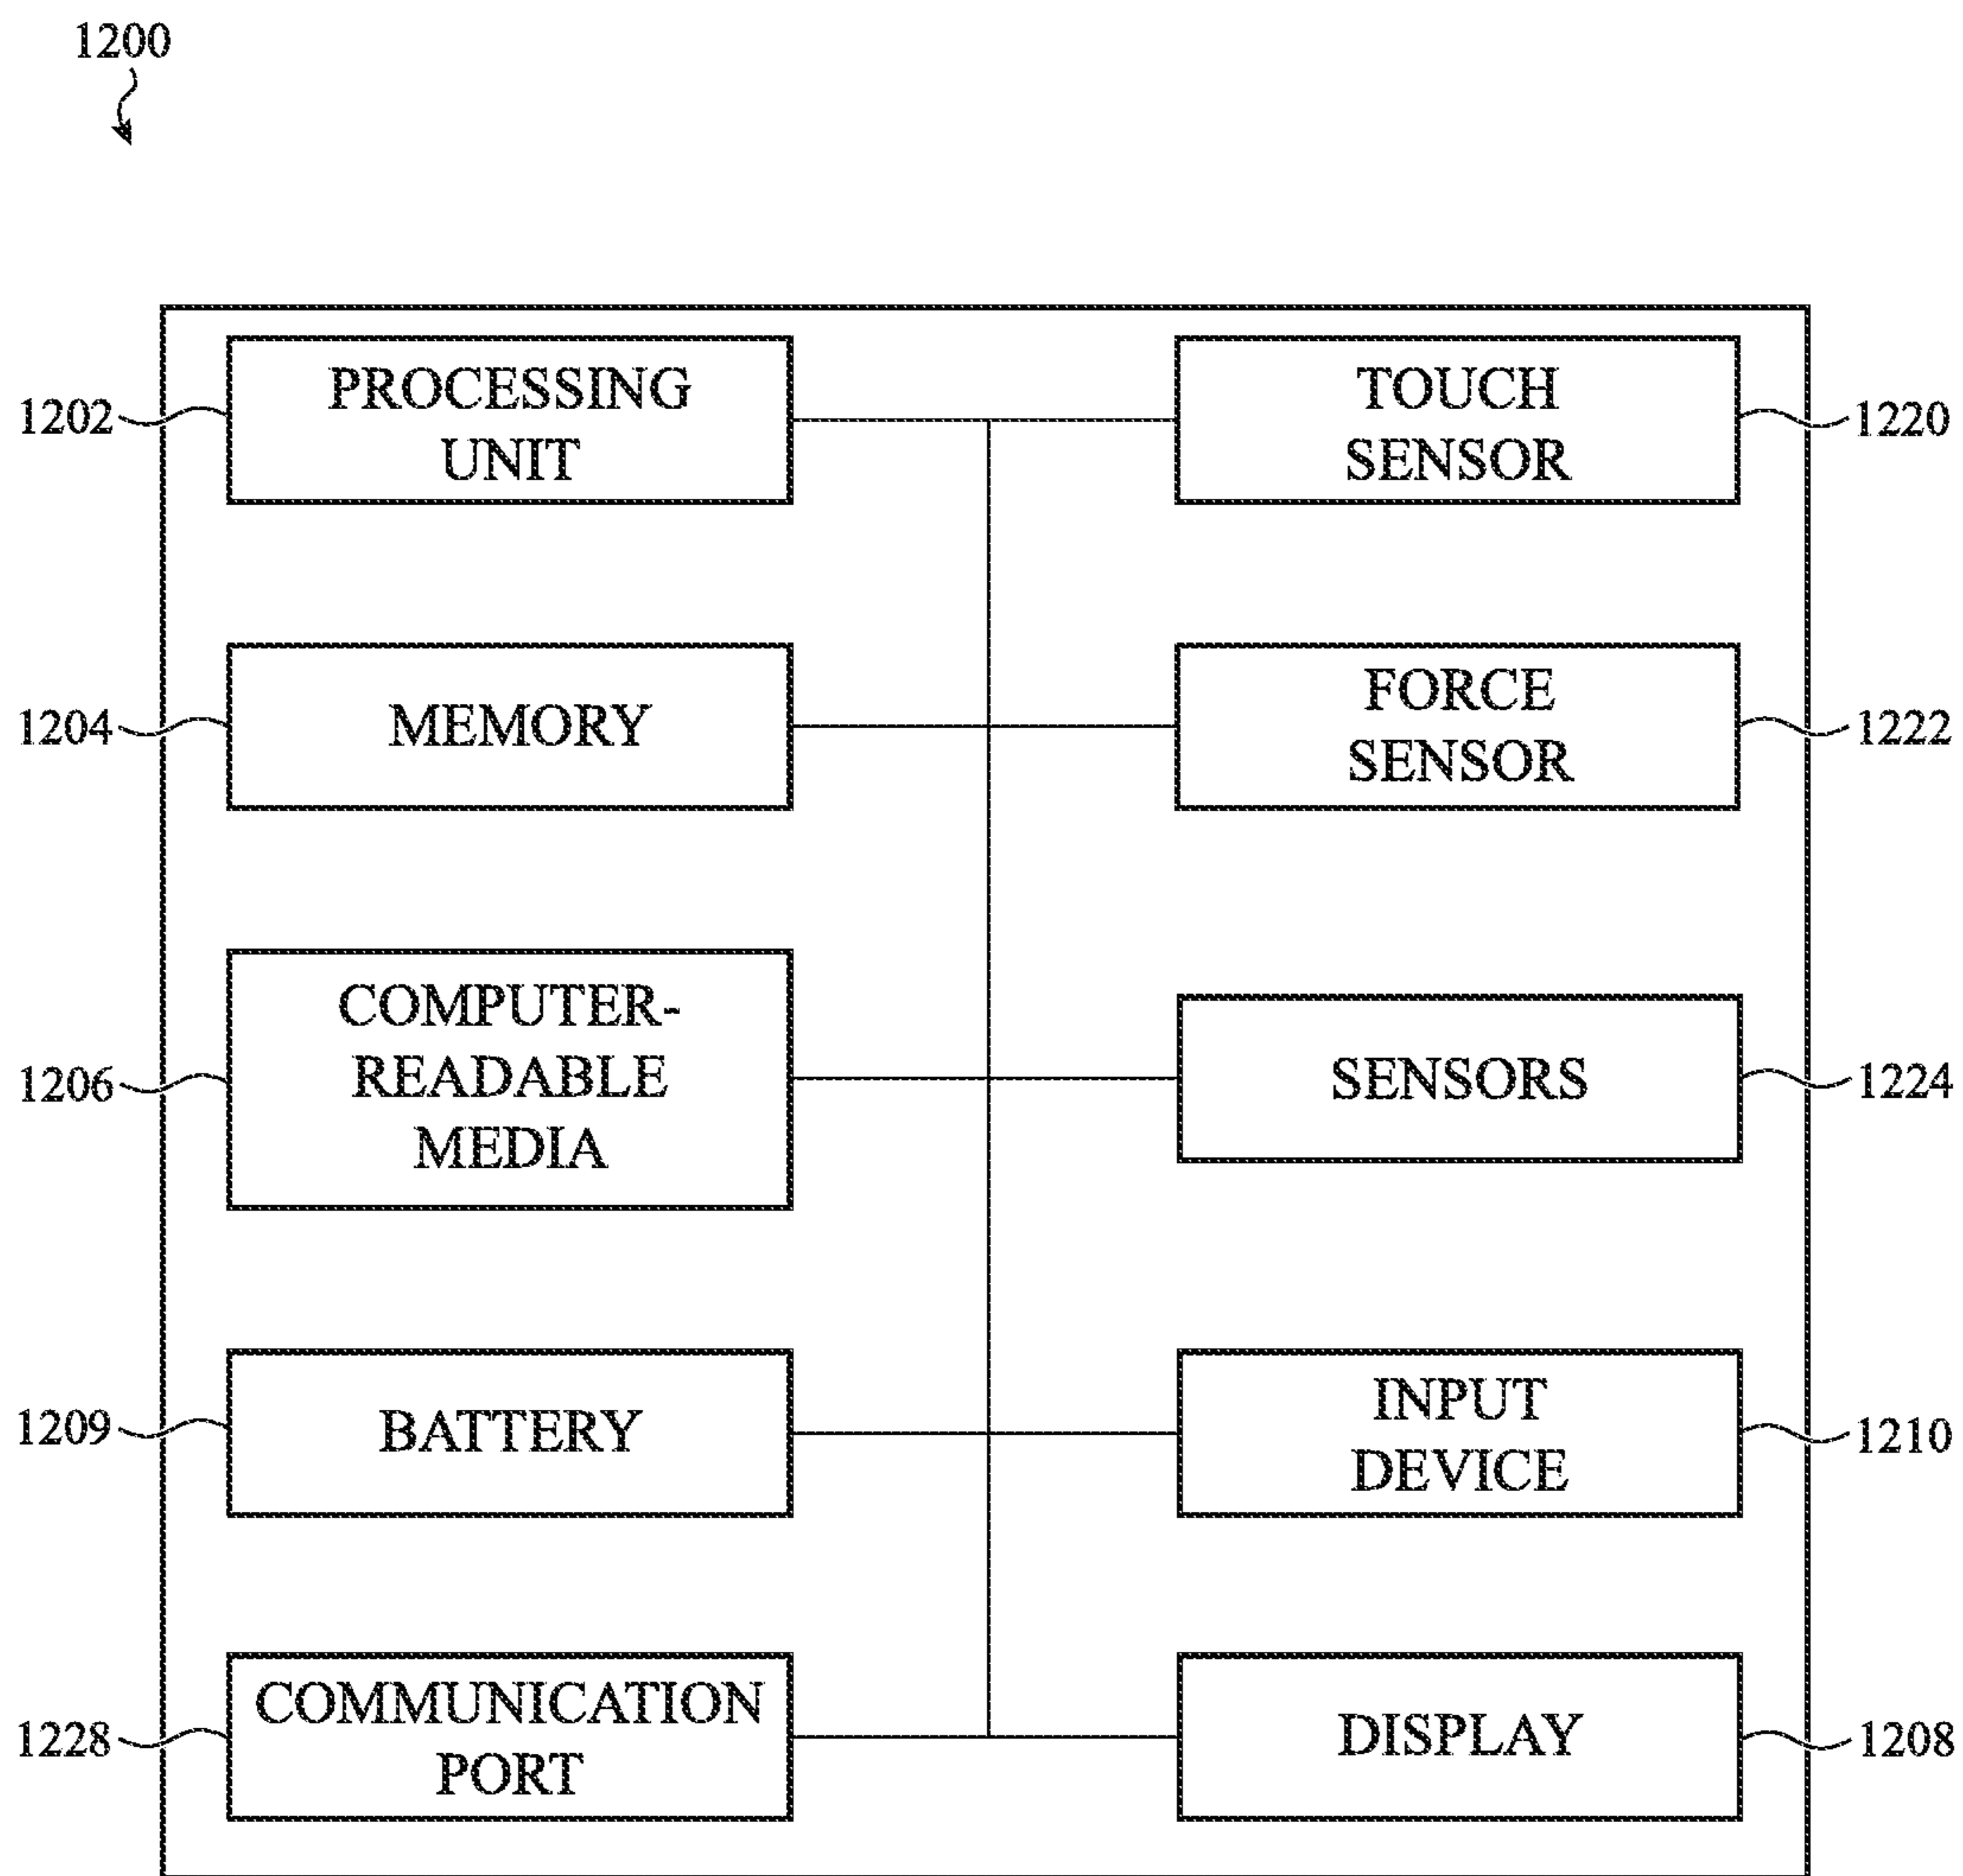 1200
PROCESSING
UNIT
1202
TOUCH
SENSOR
1220
MEMORY
1204
FORCE
SENSOR
1222
COMPUTER-
READABLE
MEDIA
1206
SENSORS
1224
BATTERY
1209
INPUT
DEVICE
1210
COMMUNICATION
PORT
1228
DISPLAY
1208